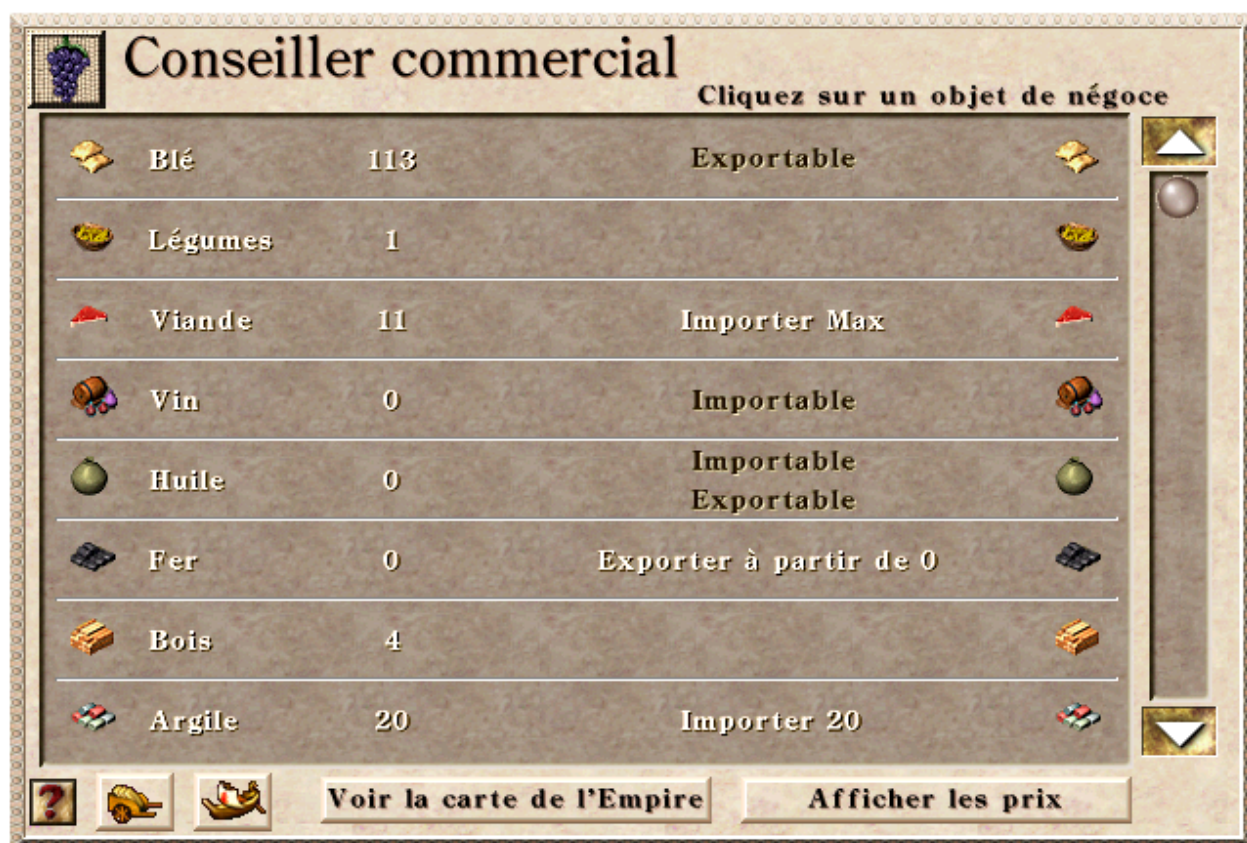 Conseiller commercial
Cliquez sur un objet de négoce
Blé 113 Exportable
Légumes 1
Viande 11 Importer Max
Vin 0 Importable
Huile 0 Importable
Exportable
Fer 0 Exporter à partir de 0
Bois 4
Argile 20 Importer 20
? Voir la carte de l'Empire Afficher les prix